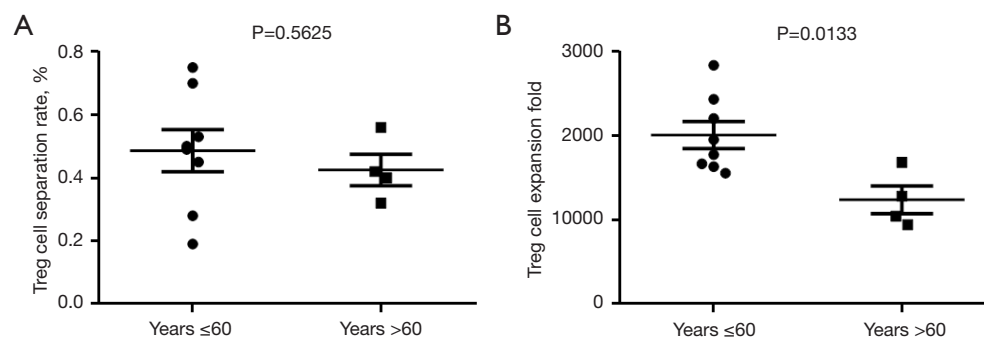 A
P=0.5625
Treg cell separation rate, %
0.8
0.6
0.4
0.2
0.0
Years ≤60
Years >60
B
P=0.0133
Treg cell expansion fold
3000
2000
10000
0
Years ≤60
Years >60